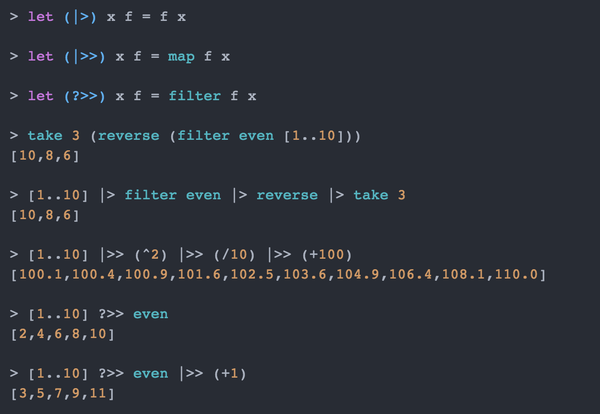 > let (|>) x f = f x
> let (|>>) x f = map f x
> let (?>>) x f = filter f x
> take 3 (reverse (filter even [1..10]))
[10,8,6]
> [1..10] |> filter even |> reverse |> take 3
[10,8,6]
> [1..10] |>> (^2) |>> (/10) |>> (+100)
[100.1,100.4,100.9,101.6,102.5,103.6,104.9,106.4,108.1,110.0]
> [1..10] ?>> even
[2,4,6,8,10]
> [1..10] ?>> even |>> (+1)
[3,5,7,9,11]